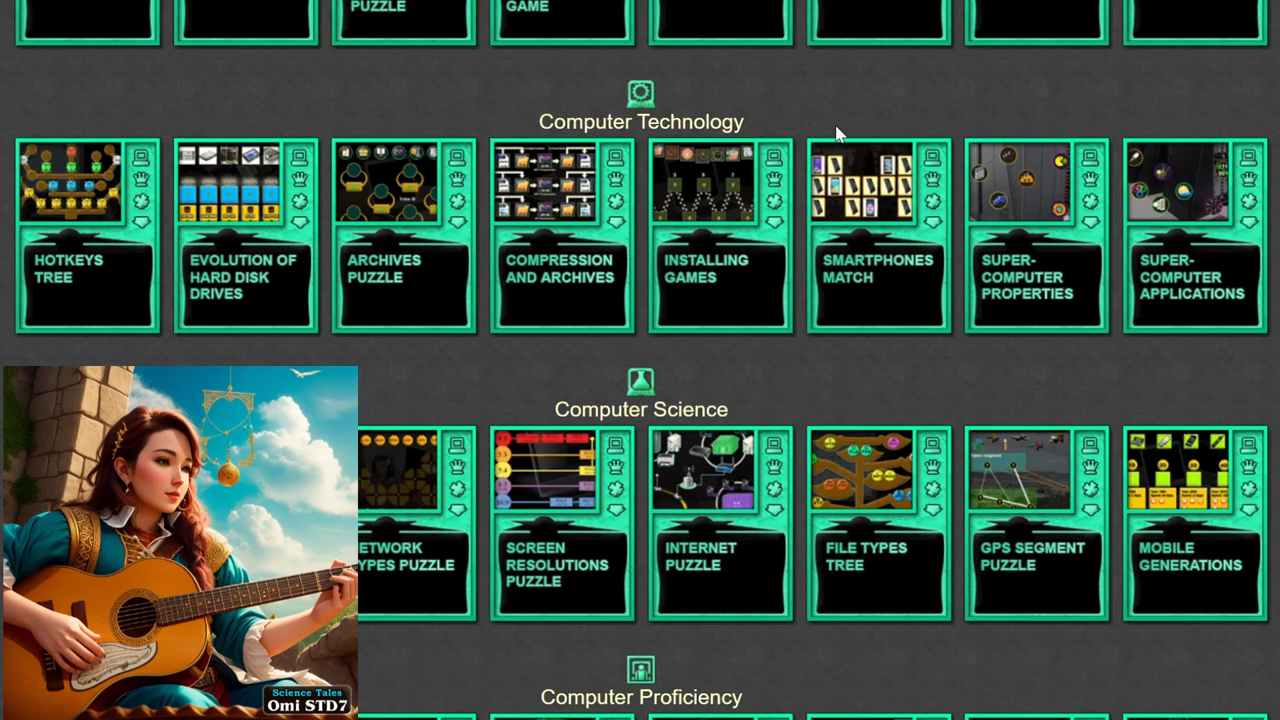 PUZZLE
GAME
Computer Technology
HOTKEYS
TREE
EVOLUTION OF
HARD DISK
DRIVES
ARCHIVES
PUZZLE
COMPRESSION
AND ARCHIVES
INSTALLING
GAMES
SMARTPHONES
MATCH
SUPER-
COMPUTER
PROPERTIES
SUPER-
COMPUTER
APPLICATIONS
Computer Science
ETWORK
YPES PUZZLE
SCREEN
RESOLUTIONS
PUZZLE
INTERNET
PUZZLE
FILE TYPES
TREE
GPS SEGMENT
PUZZLE
MOBILE
GENERATIONS
Science Tales
Omi STD7
Computer Proficiency